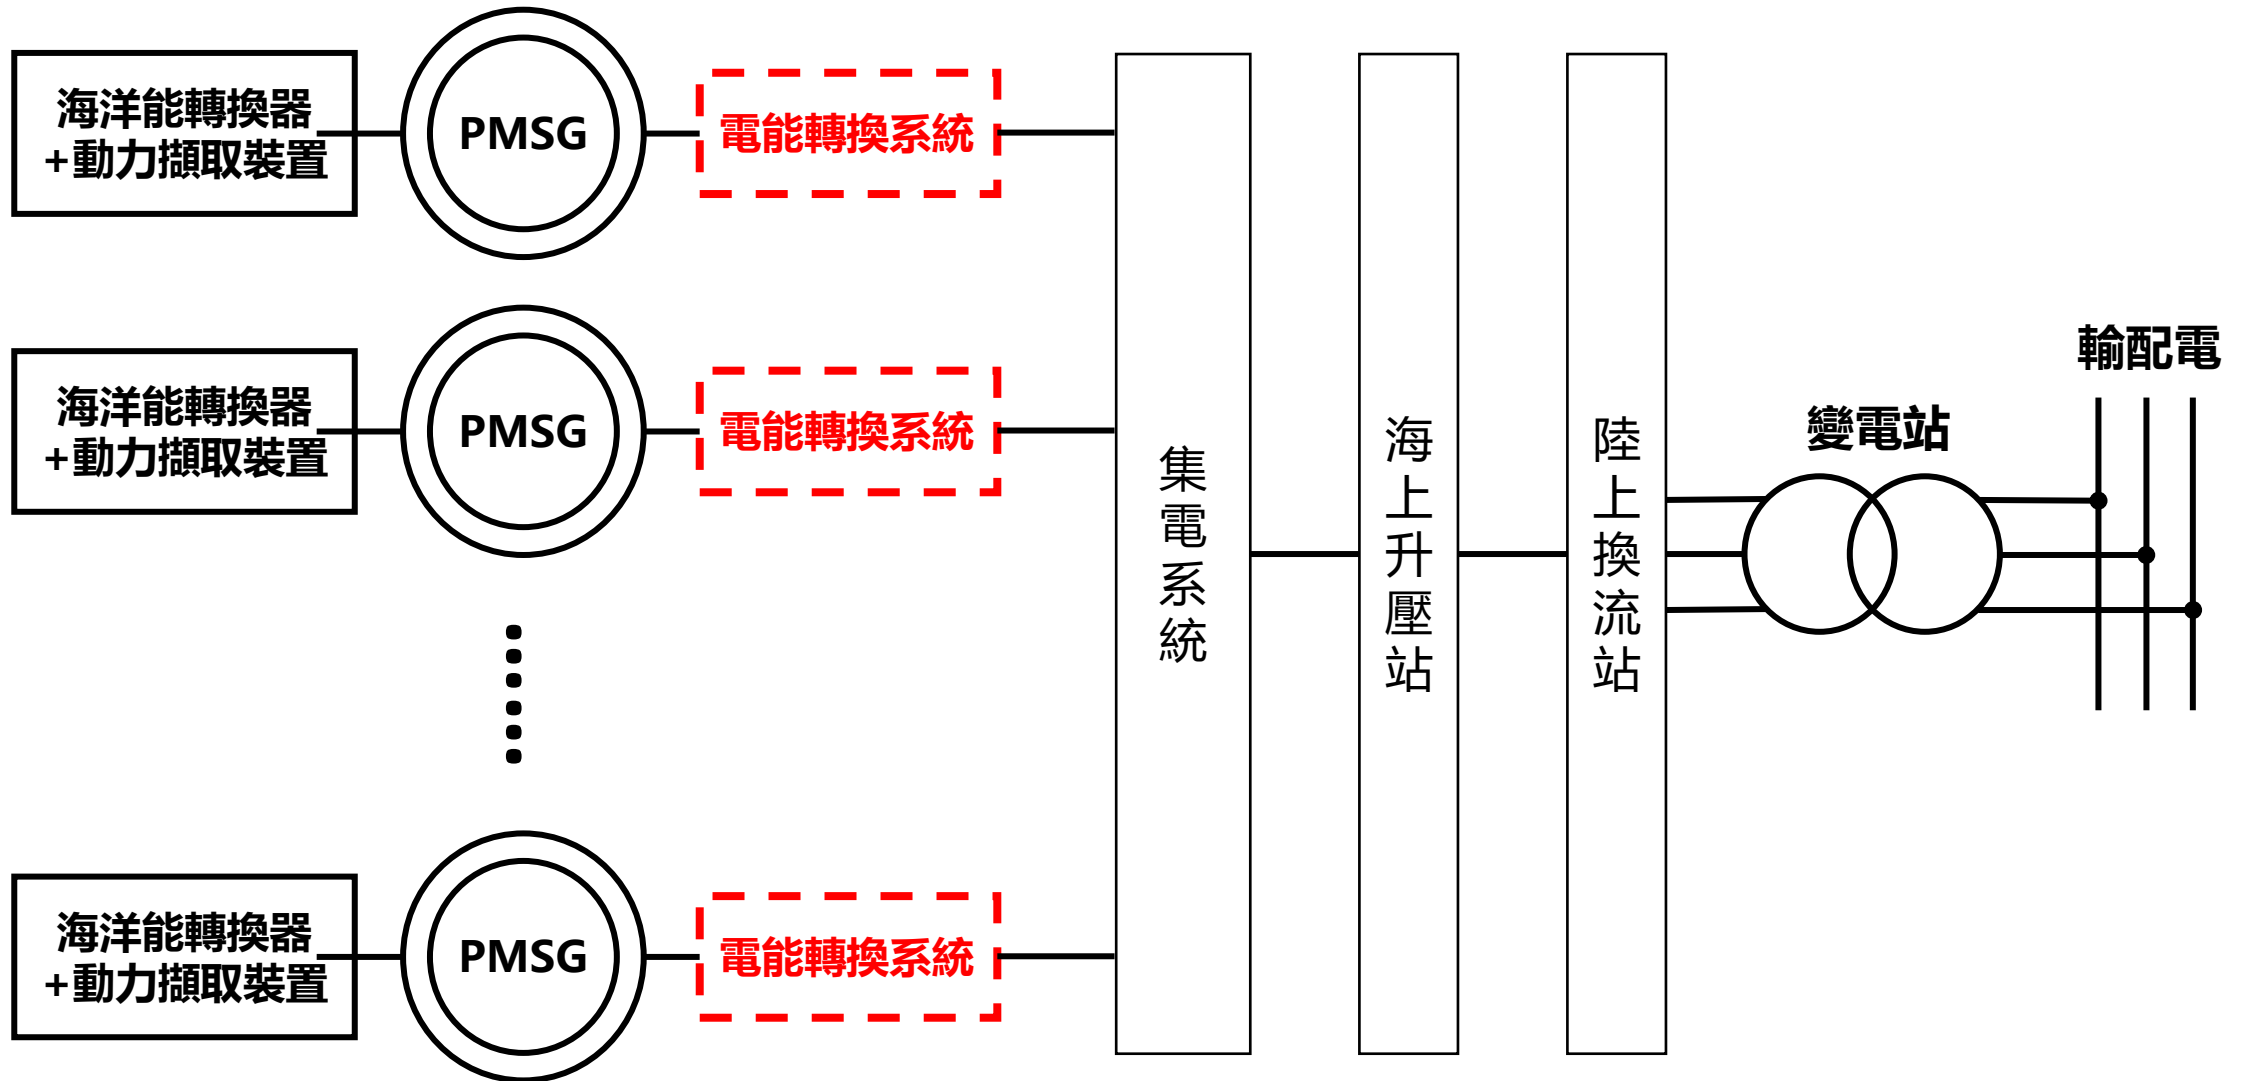 海洋能轉換器
+動力擷取裝置
PMSG
電能轉換系統
海洋能轉換器
+動力擷取裝置
PMSG
電能轉換系統
海洋能轉換器
+動力擷取裝置
PMSG
電能轉換系統
集電系統
海上升壓站
陸上換流站
變電站
輸配電